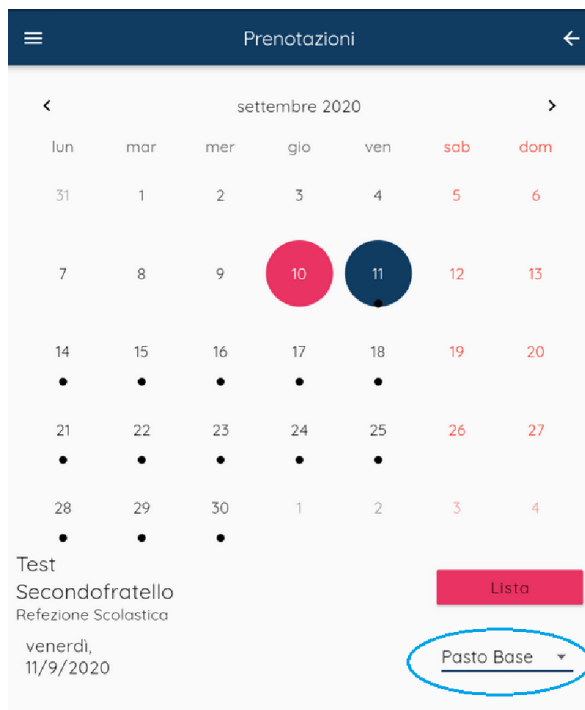 Prenotazioni
settembre 2020
lun mar mer gio ven sab dom
31 1 2 3 4 5 6
7 8 9 10 11 12 13
14 15 16 17 18 19 20
21 22 23 24 25 26 27
28 29 30 1 2 3 4
Test
Secondofratello
Lista
Refezione Scolastica
venerdì,
11/9/2020
Pasto Base